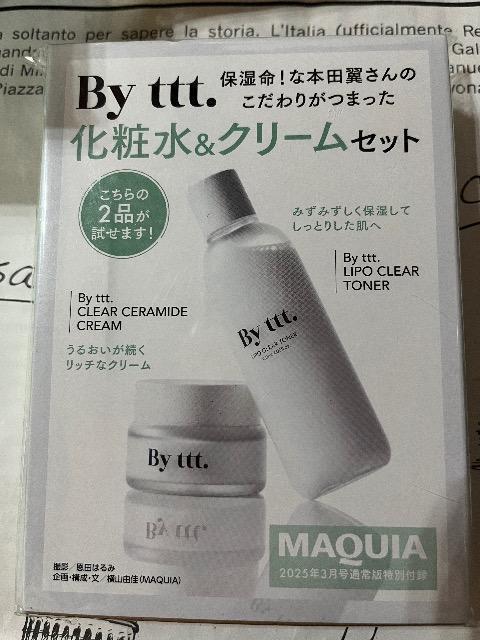 soltanto per sapere la storia. L'Italia (ufficialmente Re
By ttt.
保湿命！な本田翼さんの
こだわりがつまった
化粧水&クリームセット
こちらの
2品が
試せます！
みずみずしく保湿して
しっとりした肌へ
By ttt.
LIPO CLEAR
TONER
By ttt.
CLEAR CERAMIDE
CREAM
うるおいが続く
リッチなクリーム
By ttt.
LIPO CLEAR TONER
By ttt.
MAQUIA
2025年3月号通常版特別付録
撮影／恩田はるみ
企画・構成・文／横山由佳(MAQUIA)